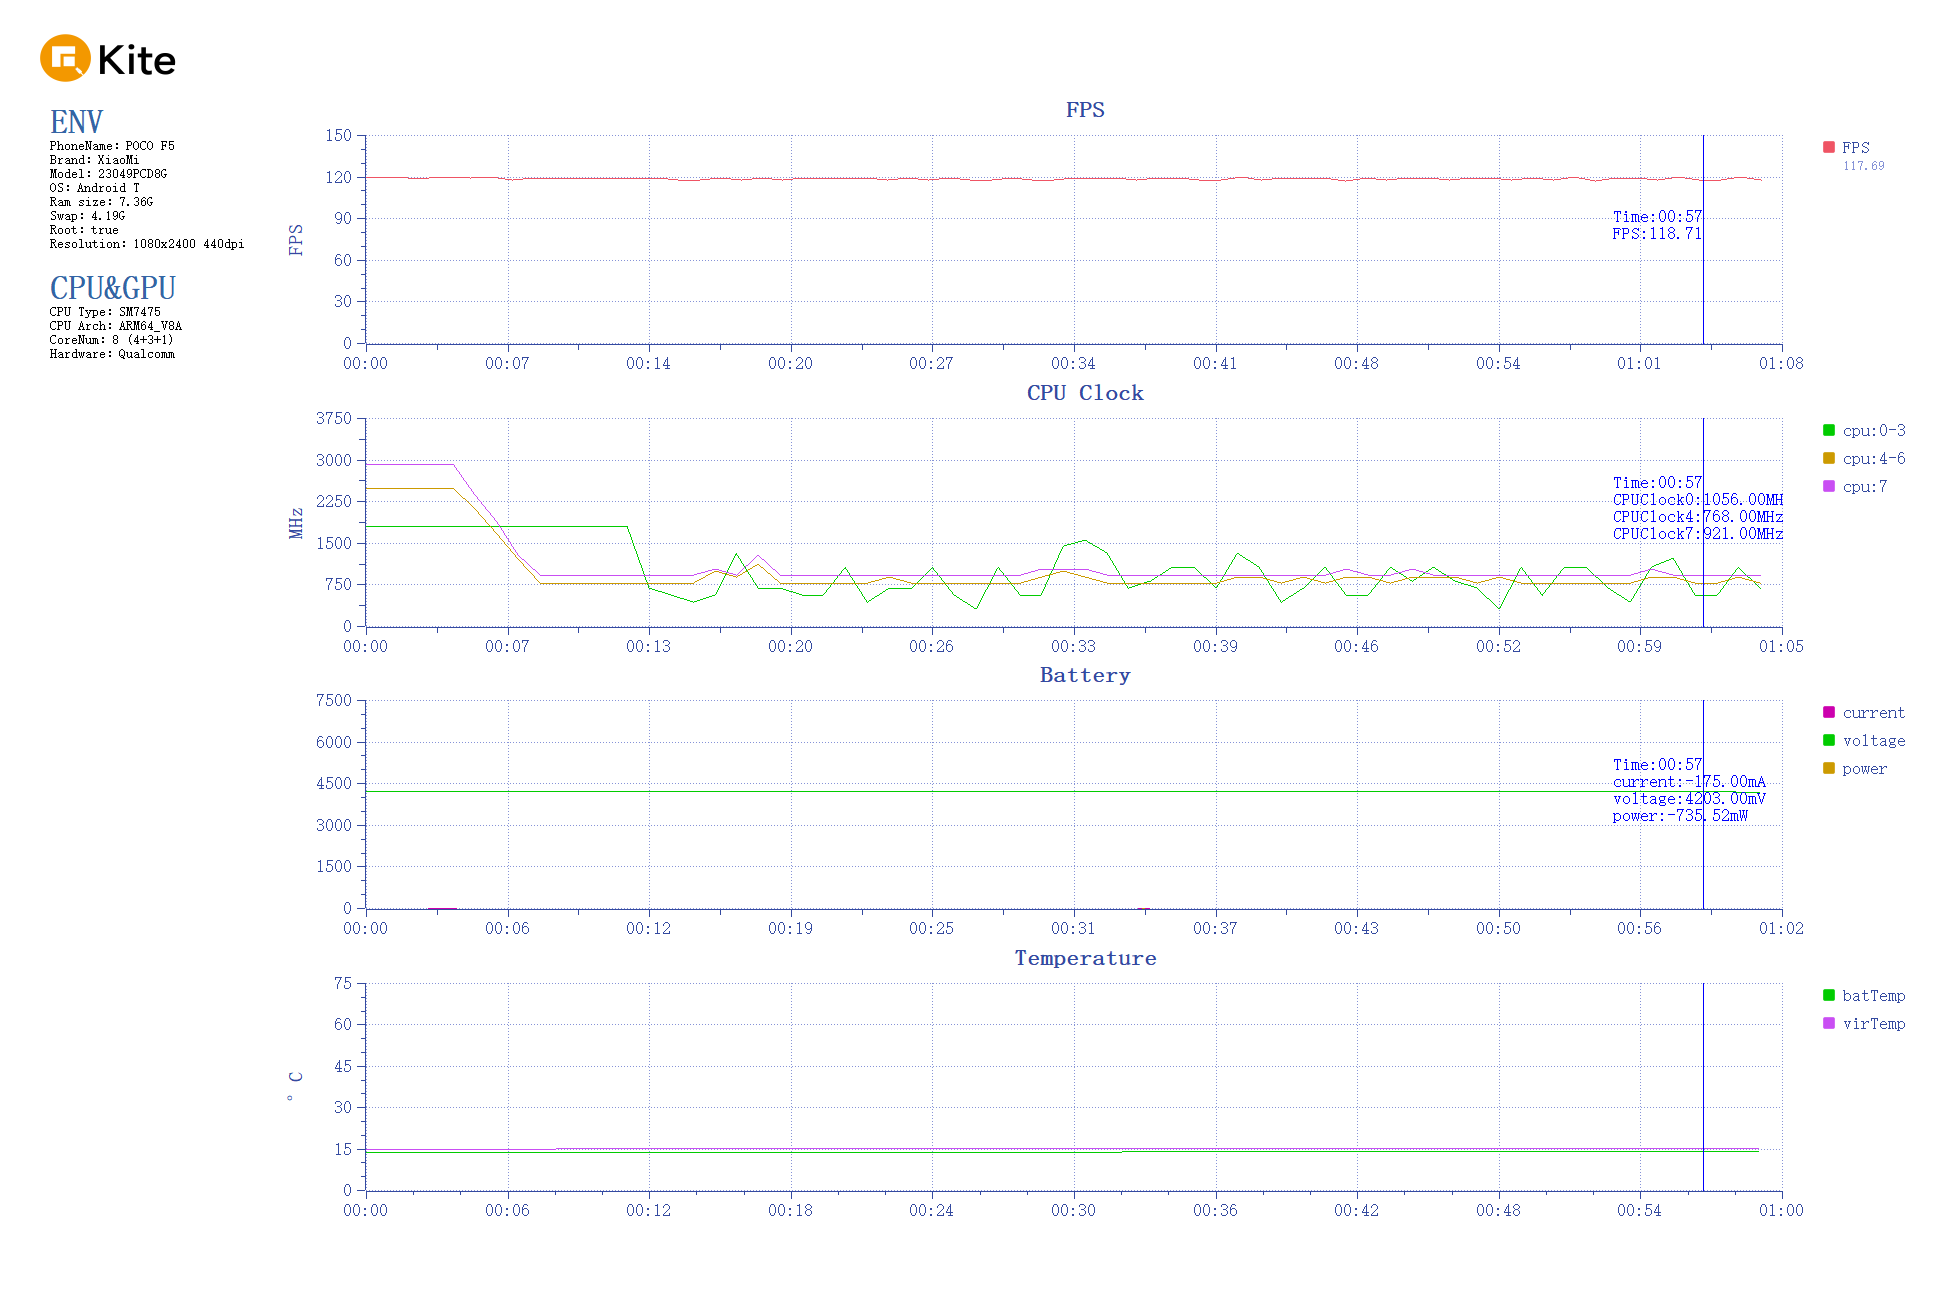 Kite
ENV
PhoneName: POCO F5
Brand: XiaoMi
Model: 23049PCD8G
OS: Android T
Ram size: 7.36G
Swap: 4.19G
Root: true
Resolution: 1080x2400 440dpi
CPU&GPU
CPU Type: SM7475
CPU Arch: ARM64_V8A
CoreNum: 8 (4+3+1)
Hardware: Qualcomm
FPS
150
120
90
60
30
0
FPS
Time:00:57
FPS:118.71
FPS
117.69
00:00 00:07 00:14 00:20 00:27 00:34 00:41 00:48 00:54 01:01 01:08
CPU Clock
3750
3000
2250
1500
750
0
MHz
Time:00:57
CPUClock0:1056.00MH
CPUClock4:768.00MHz
CPUClock7:921.00MHz
cpu:0-3
cpu:4-6
cpu:7
00:00 00:07 00:13 00:20 00:26 00:33 00:39 00:46 00:52 00:59 01:05
Battery
7500
6000
4500
3000
1500
0
Time:00:57
current:-175.00mA
voltage:4203.00mV
power:-735.52mW
current
voltage
power
00:00 00:06 00:12 00:19 00:25 00:31 00:37 00:43 00:50 00:56 01:02
Temperature
75
60
45
30
15
0
° C
batTemp
virTemp
00:00 00:06 00:12 00:18 00:24 00:30 00:36 00:42 00:48 00:54 01:00